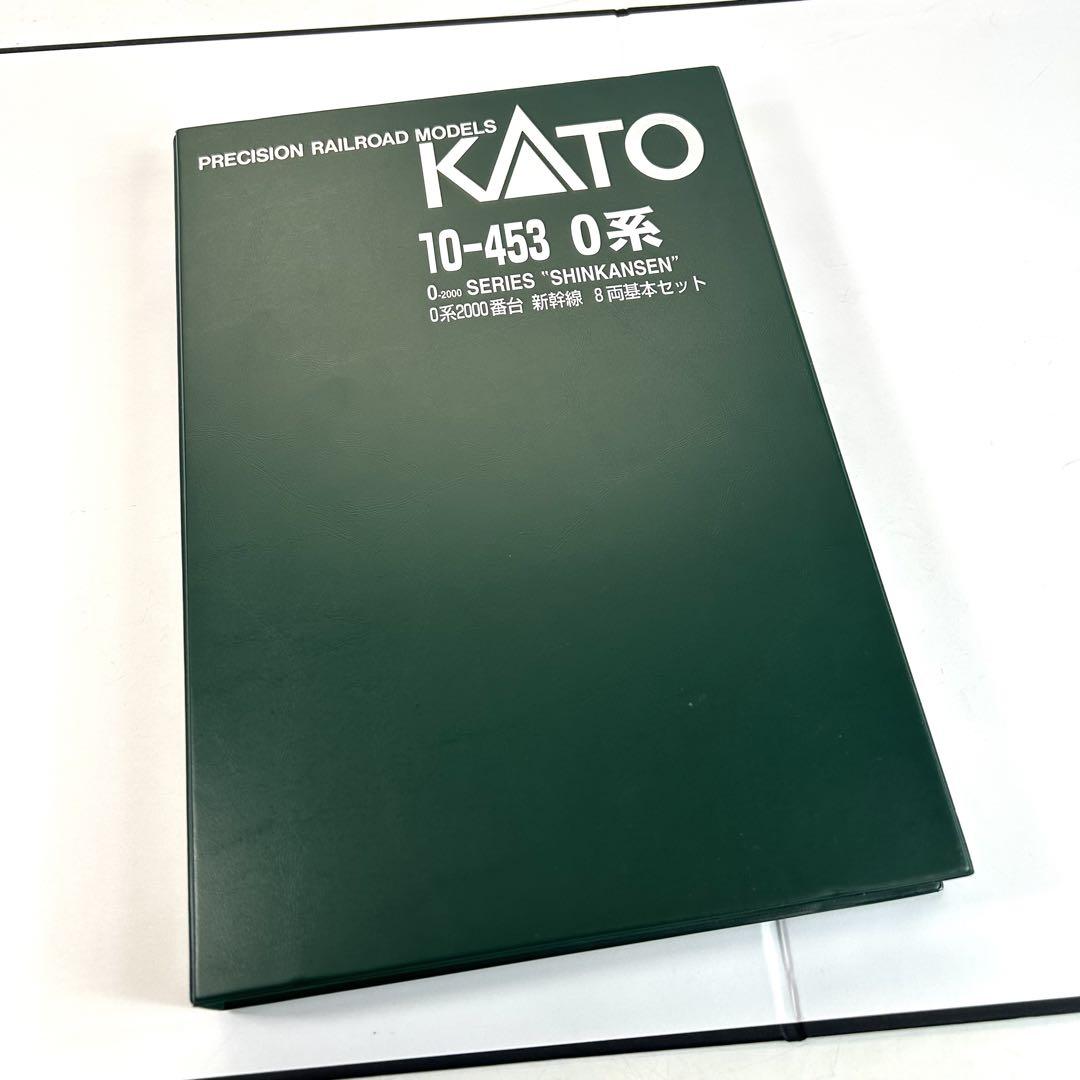 PRECISION RAILROAD MODELS
KATO
10-453 0系
0-2000 SERIES "SHINKANSEN"
0系2000番台 新幹線 8両基本セット